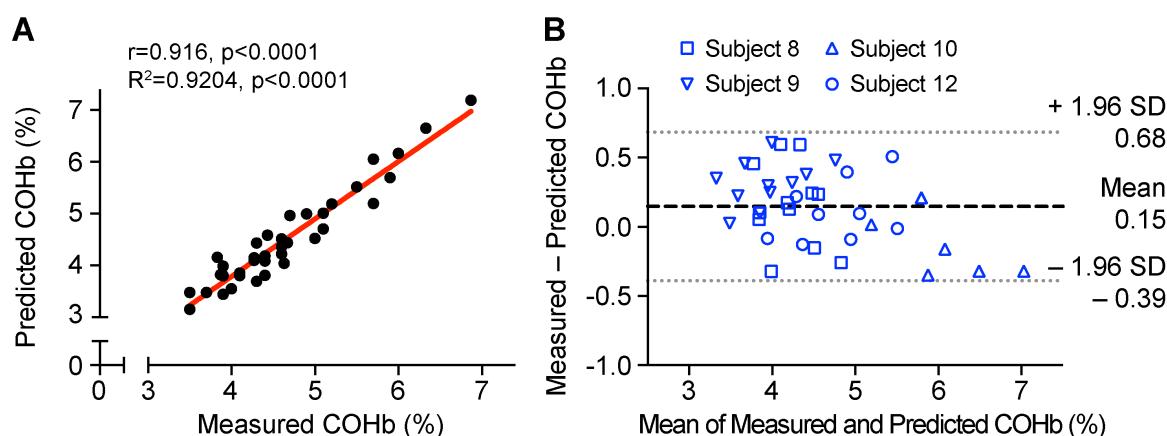 A
r=0.916, p<0.0001
R²=0.9204, p<0.0001
Predicted COHb (%)
7
6
5
4
3
0
0 3 4 5 6 7
Measured COHb (%)
B
Subject 8 Subject 10
Subject 9 Subject 12
Measured – Predicted COHb
1.0
0.5
0.0
-0.5
-1.0
+ 1.96 SD
0.68
Mean
0.15
– 1.96 SD
– 0.39
3 4 5 6 7
Mean of Measured and Predicted COHb (%)